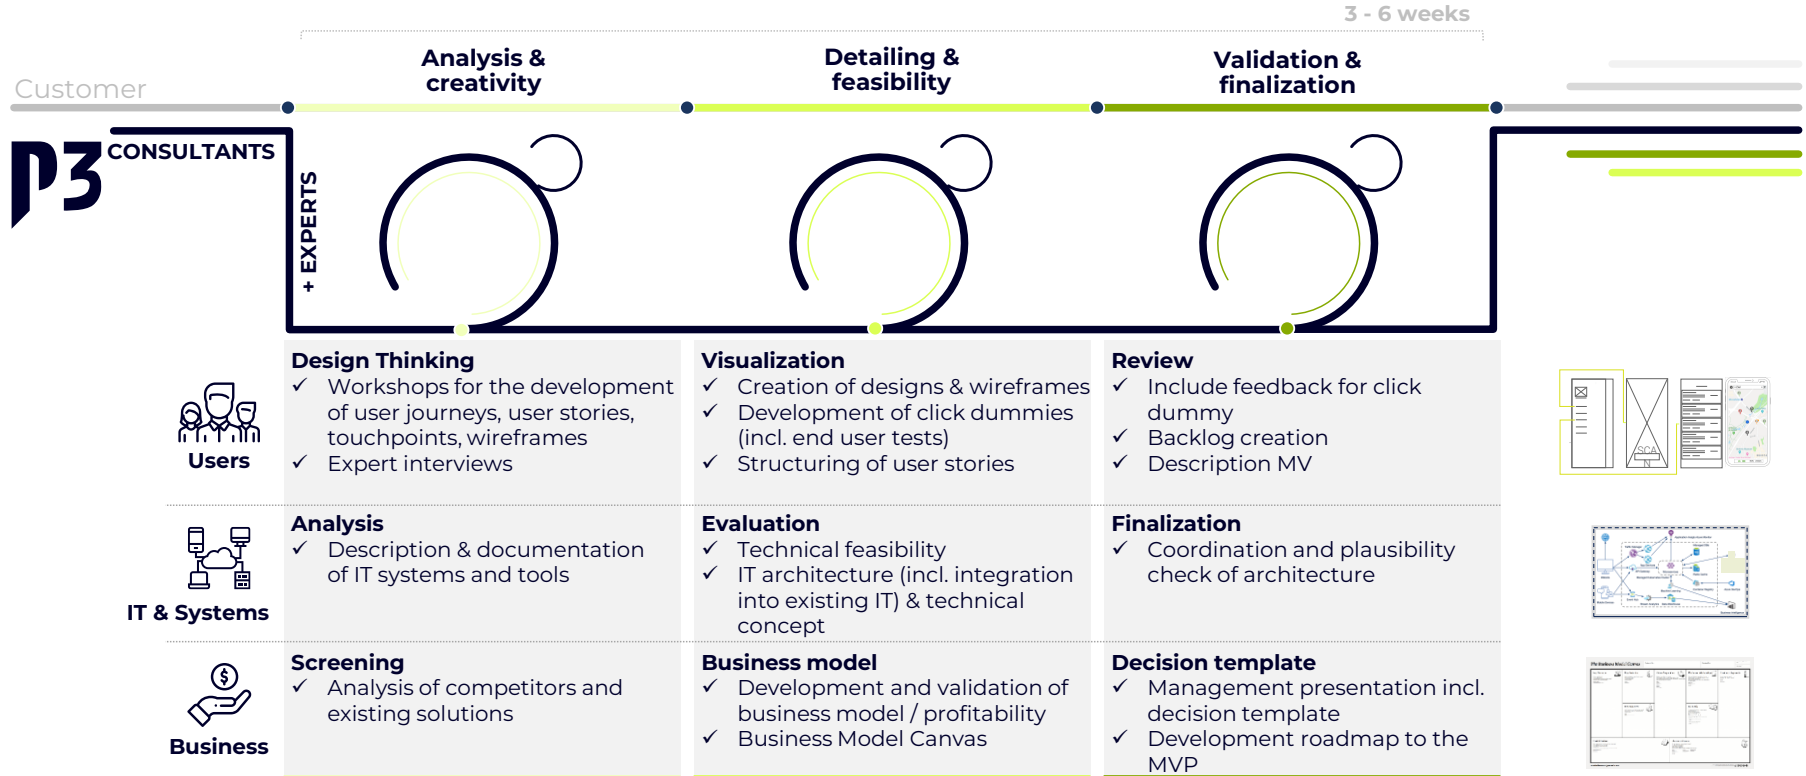 3 - 6 weeks
Analysis &
creativity
Detailing &
feasibility
Validation &
finalization
Customer
P3
CONSULTANTS
+ EXPERTS
Design Thinking
✓ Workshops for the development
of user journeys, user stories,
touchpoints, wireframes
✓ Expert interviews
Visualization
✓ Creation of designs & wireframes
✓ Development of click dummies
(incl. end user tests)
✓ Structuring of user stories
Review
✓ Include feedback for click
dummy
✓ Backlog creation
✓ Description MV
Users
SCA
N
Analysis
✓ Description & documentation
of IT systems and tools
Evaluation
✓ Technical feasibility
✓ IT architecture (incl. integration
into existing IT) & technical
concept
Finalization
✓ Coordination and plausibility
check of architecture
IT & Systems
Screening
✓ Analysis of competitors and
existing solutions
Business model
✓ Development and validation of
business model / profitability
✓ Business Model Canvas
Decision template
✓ Management presentation incl.
decision template
✓ Development roadmap to the
MVP
Business